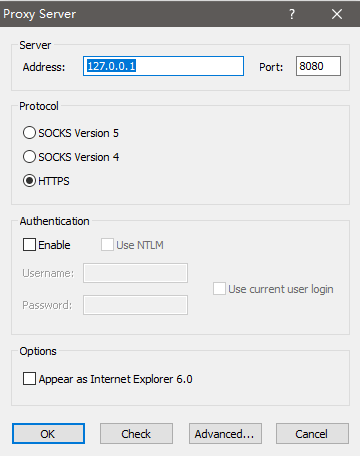 Proxy Server ?
Server
Address: 127.0.0.1 Port: 8080
Protocol
SOCKS Version 5
SOCKS Version 4
HTTPS
Authentication
Enable Use NTLM
Username:
Use current user login
Password:
Options
Appear as Internet Explorer 6.0
OK Check Advanced... Cancel